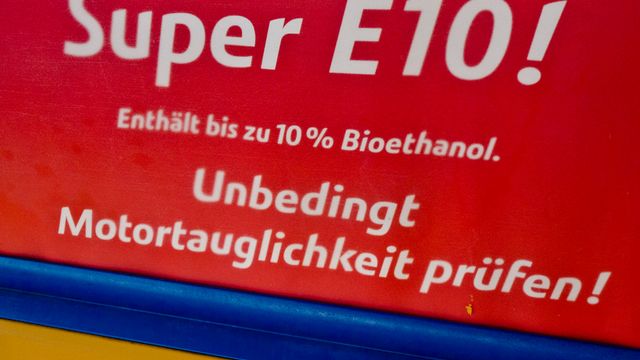 Super E10!
Enthält bis zu 10 % Bioethanol.
Unbedingt
Motortauglichkeit prüfen!